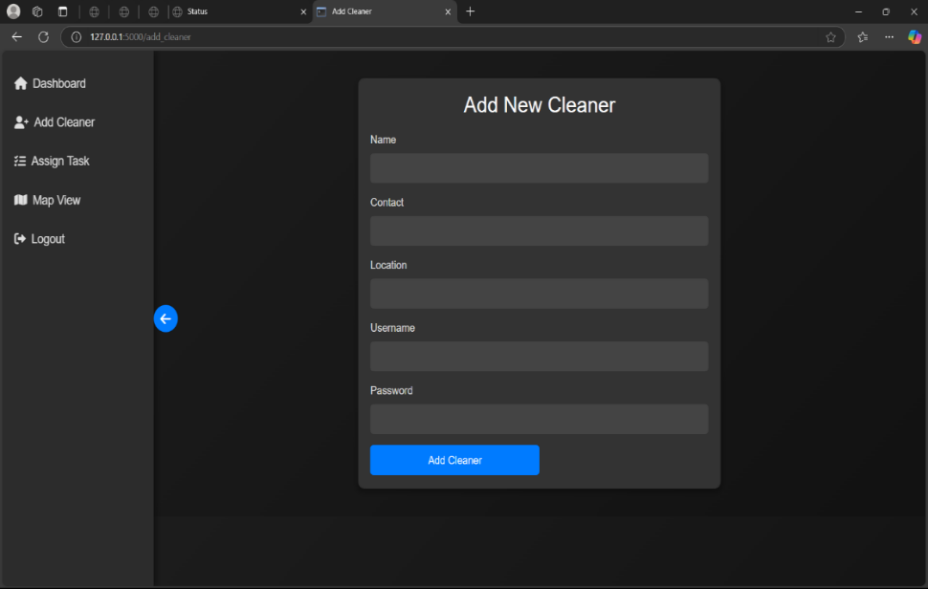 Status
Add Cleaner
127.0.0.1:5000/add_cleaner
Dashboard
Add Cleaner
Assign Task
Map View
Logout
Add New Cleaner
Name
Contact
Location
Username
Password
Add Cleaner